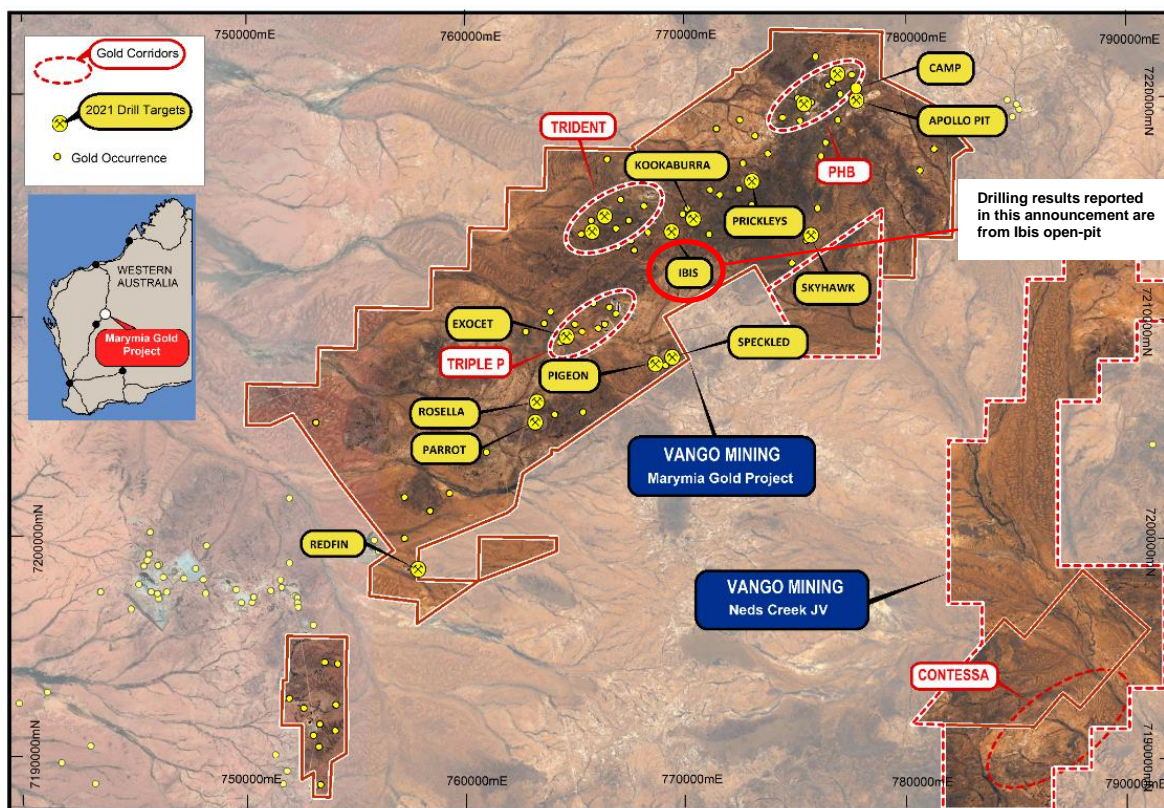 750000mE
760000mE
770000mE
780000mE
790000mE
Gold Corridors
2021 Drill Targets
Gold Occurrence
WESTERN
AUSTRALIA
Marymia Gold
Project
CAMP
7220000mN
APOLLO PIT
TRIDENT
KOOKABURRA
PHB
PRICKLEYS
Drilling results reported
in this announcement are
from Ibis open-pit
IBIS
SKYHAWK
7210000mN
EXOCET
SPECKLED
TRIPLE P
PIGEON
ROSELLA
PARROT
VANGO MINING
Marymia Gold Project
REDFIN
7200000mN
7200000mN
VANGO MINING
Neds Creek JV
CONTESSA
7190000mN
7190000mN
750000mE
760000mE
770000mE
780000mE
790000mE